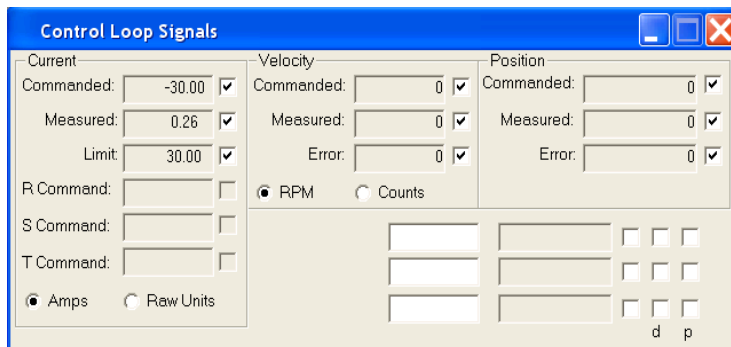 Control Loop Signals
Current
Commanded: -30.00
Measured: 0.26
Limit: 30.00
R Command:
S Command:
T Command:
Amps Raw Units
Velocity
Commanded: 0
Measured: 0
Error: 0
RPM Counts
Position
Commanded: 0
Measured: 0
Error: 0
d p